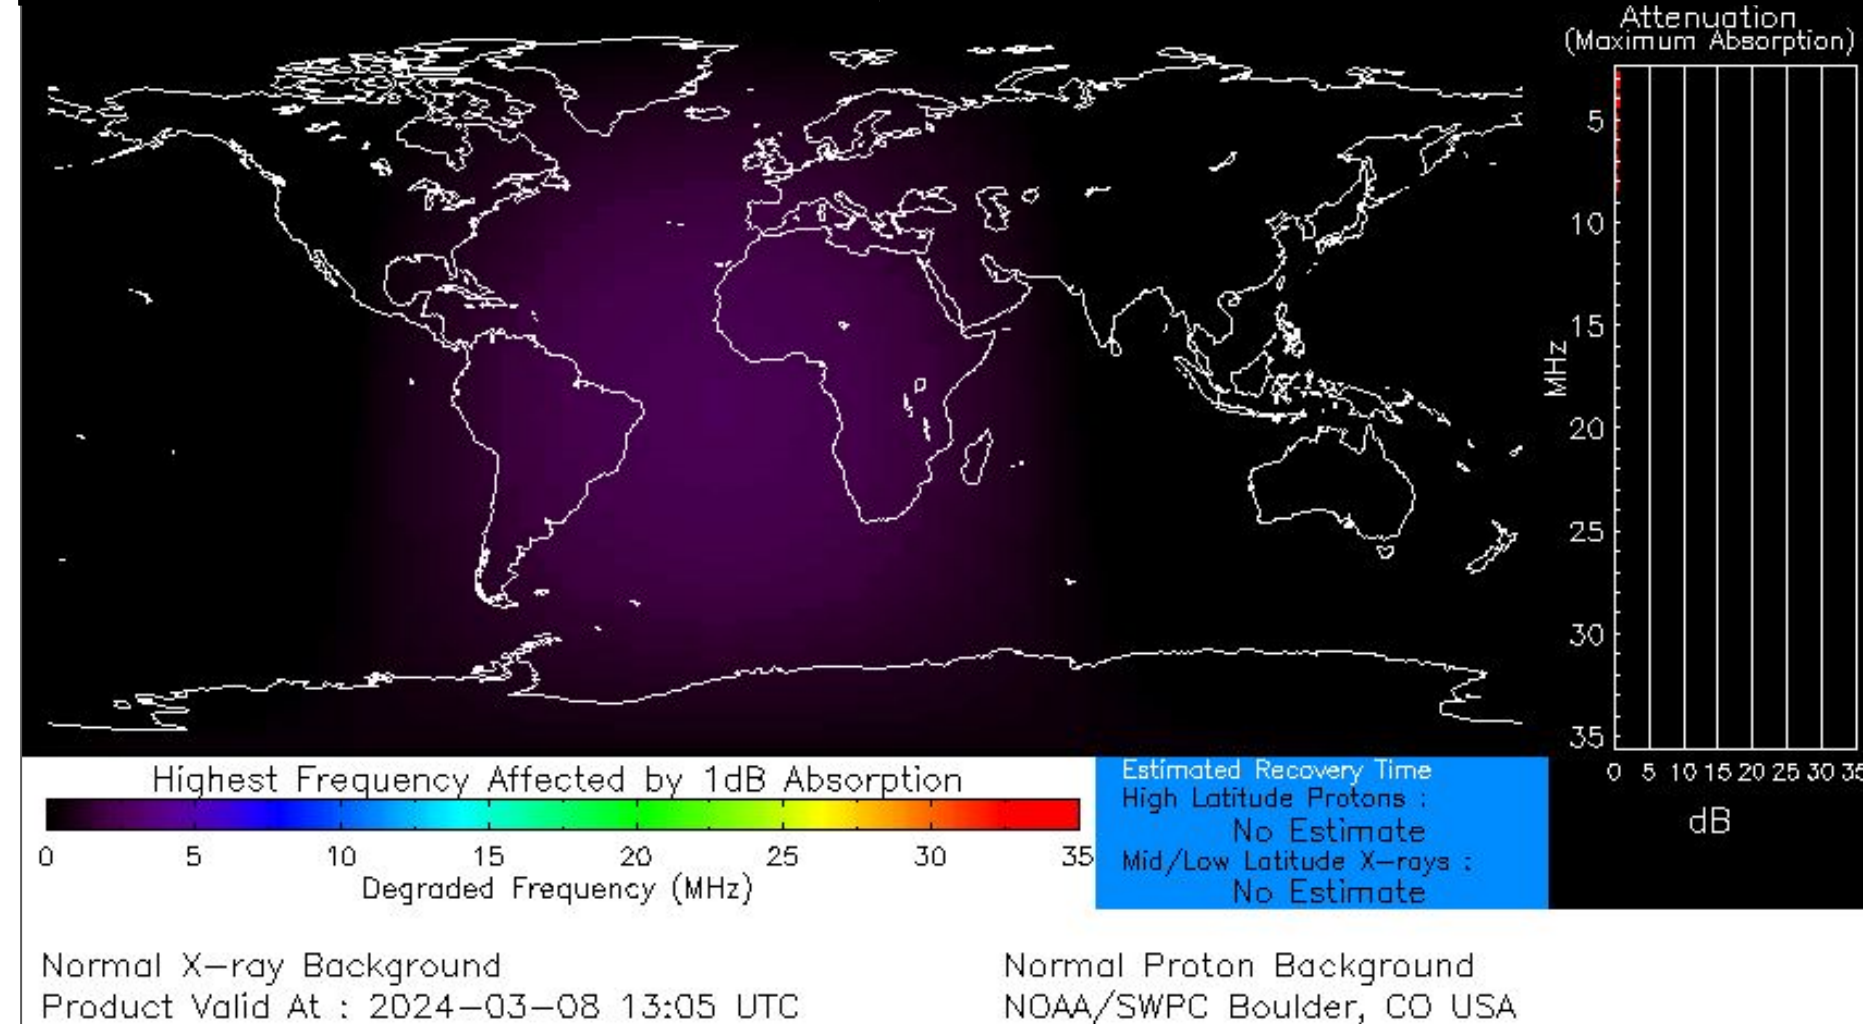 Attenuation
(Maximum Absorption)
5
10
15
20
25
30
35
MHz
0 5 10 15 20 25 30 35
dB
Highest Frequency Affected by 1dB Absorption
0 5 10 15 20 25 30 35
Degraded Frequency (MHz)
Estimated Recovery Time
High Latitude Protons :
No Estimate
Mid/Low Latitude X-rays :
No Estimate
Normal X-ray Background
Product Valid At : 2024-03-08 13:05 UTC
Normal Proton Background
NOAA/SWPC Boulder, CO USA